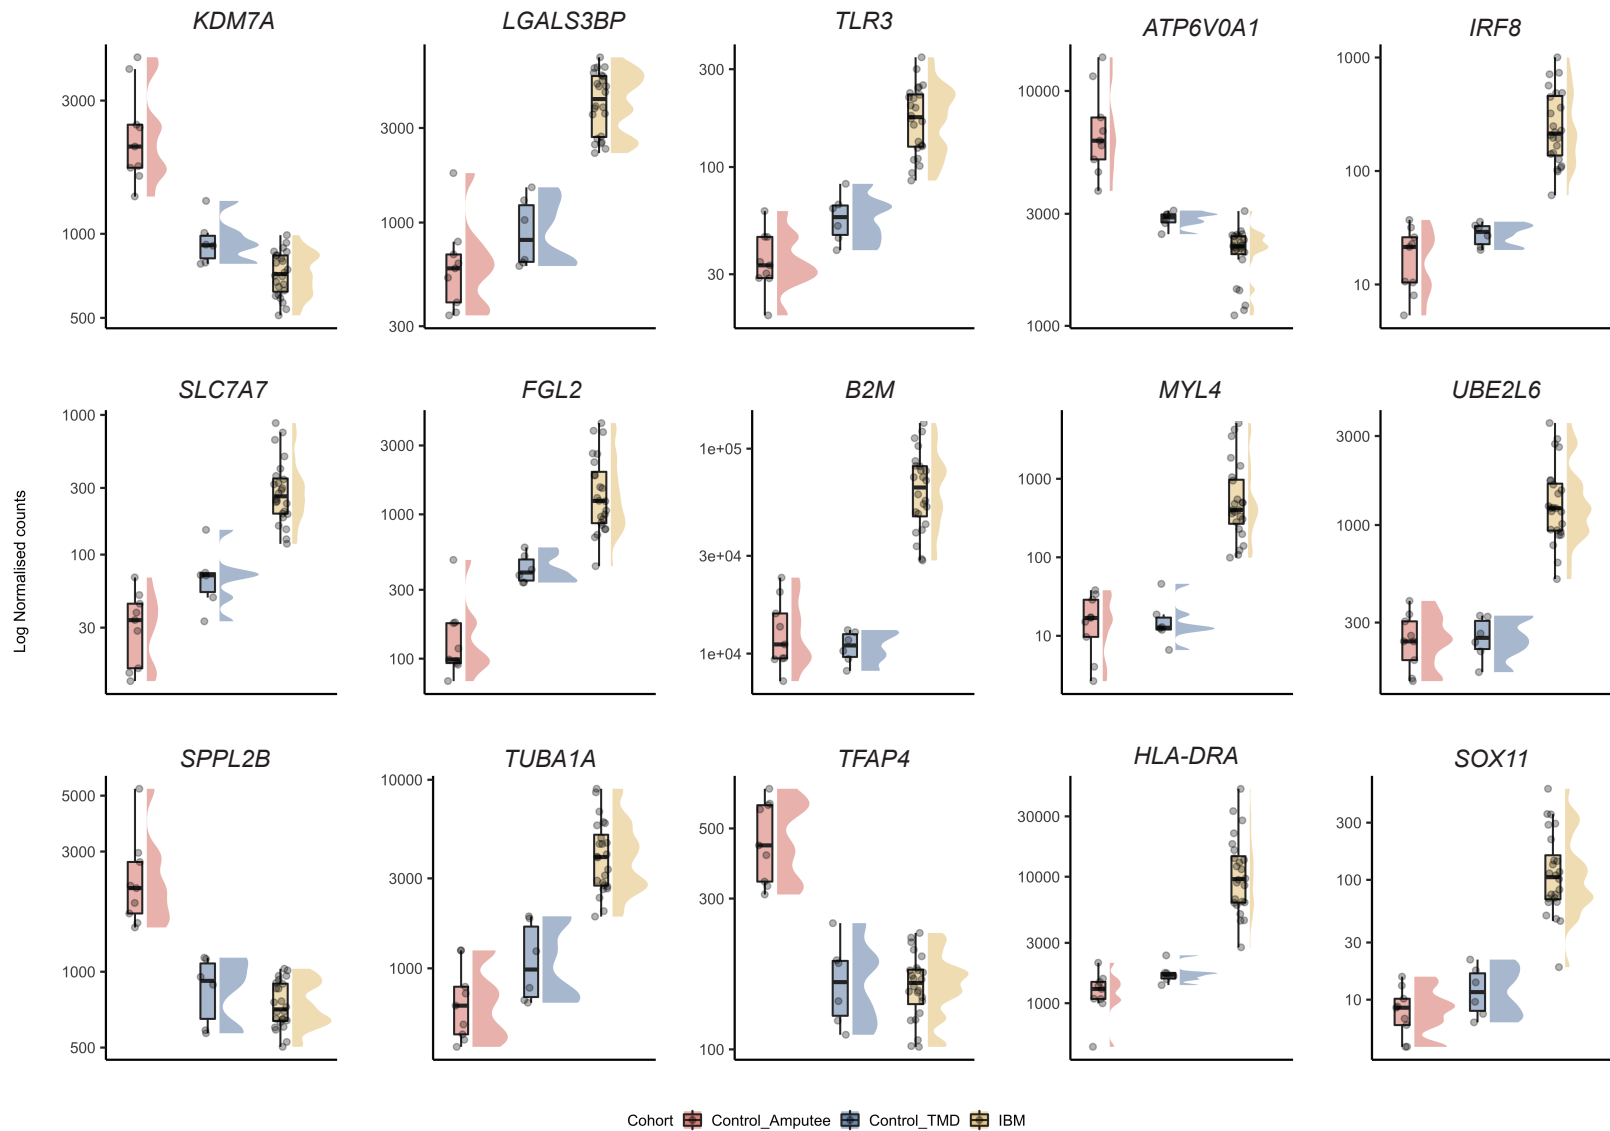 KDM7A
LGALS3BP
TLR3
ATP6V0A1
IRF8
3000
1000
500
3000
1000
300
300
100
30
10000
3000
1000
1000
100
10
SLC7A7
FGL2
B2M
MYL4
UBE2L6
1000
300
100
30
3000
1000
300
100
1e+05
3e+04
1e+04
1000
100
10
3000
1000
300
SPPL2B
TUBA1A
TFAP4
HLA-DRA
SOX11
5000
3000
1000
500
10000
3000
1000
500
300
100
30000
10000
3000
1000
300
100
30
10
Log Normalised counts
Cohort Control_Amputee Control_TMD IBM